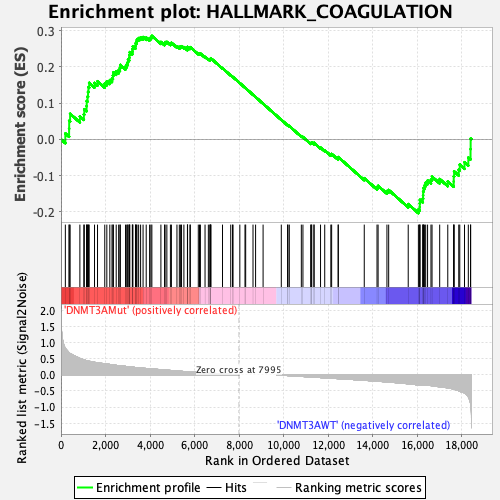 Enrichment plot: HALLMARK_COAGULATION
Enrichment score (ES)
0.3
0.2
0.1
0.0
-0.1
-0.2
'DNMT3AMut' (positively correlated)
Ranked list metric (Signal2Noise)
2.0
1.5
1.0
0.5
0.0
-0.5
-1.0
-1.5
Zero cross at 7995
'DNMT3AWT' (negatively correlated)
0
2,000
4,000
6,000
8,000
10,000
12,000
14,000
16,000
18,000
Rank in Ordered Dataset
Enrichment profile
Hits
Ranking metric scores